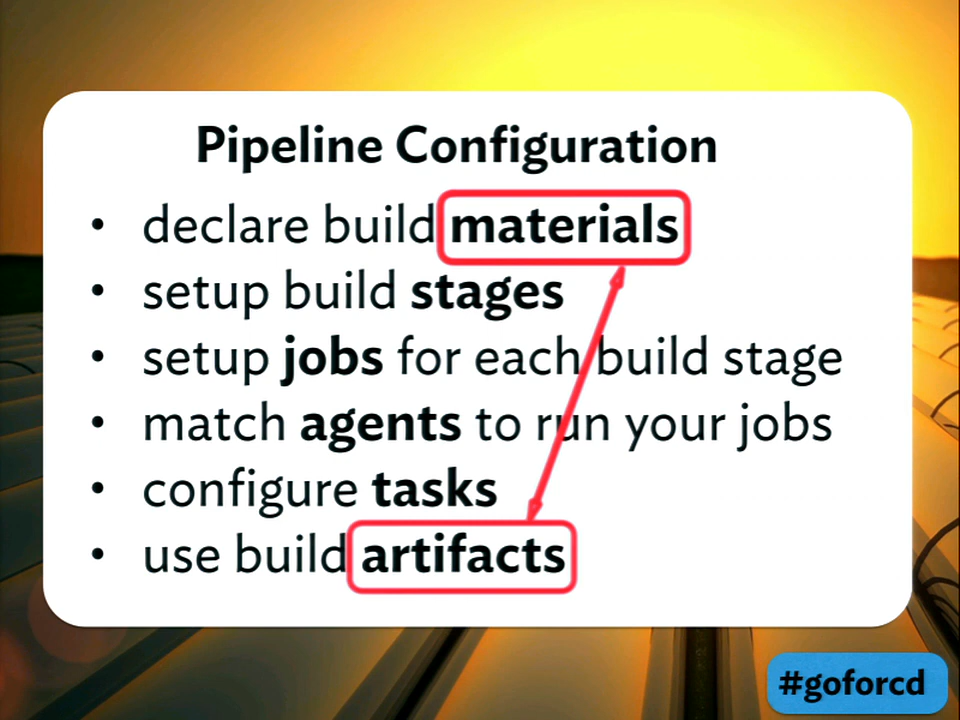 Pipeline Configuration
• declare build materials
• setup build stages
• setup jobs for each build stage
• match agents to run your jobs
• configure tasks
• use build artifacts
#goforcd